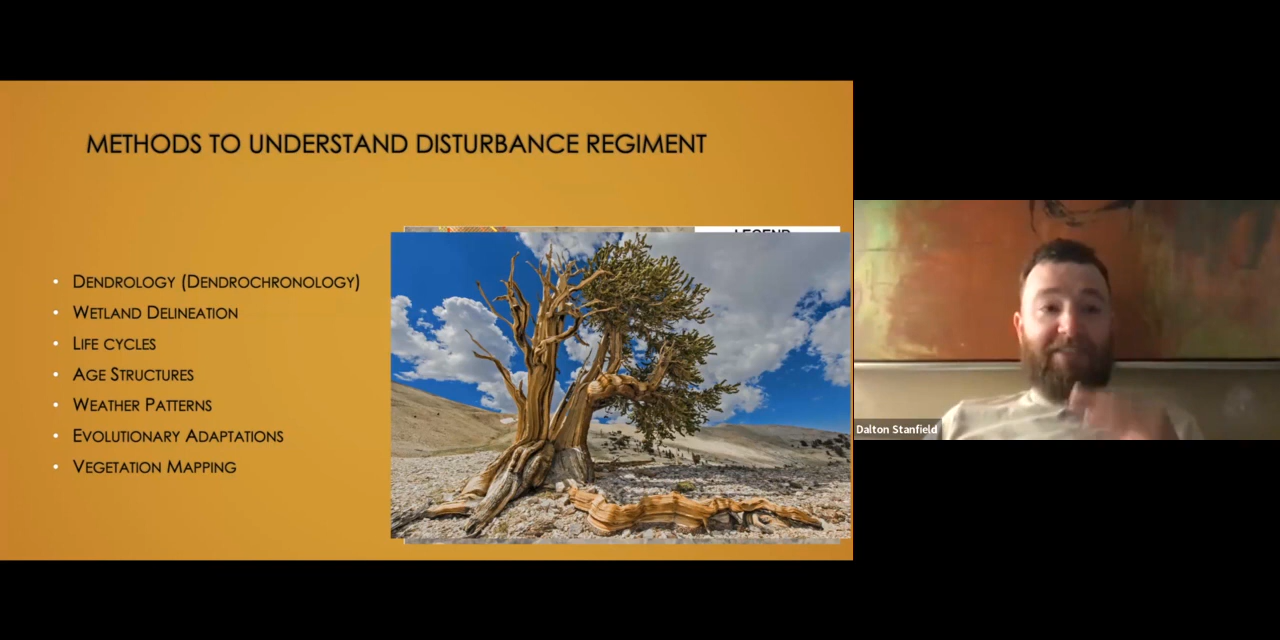 METHODS TO UNDERSTAND DISTURBANCE REGIMENT
LEGEND
• DENDROLOGY (DENDROCHRONOLOGY)
• WETLAND DELINEATION
• LIFE CYCLES
• AGE STRUCTURES
• WEATHER PATTERNS
• EVOLUTIONARY ADAPTATIONS
• VEGETATION MAPPING
Dalton Stanfield